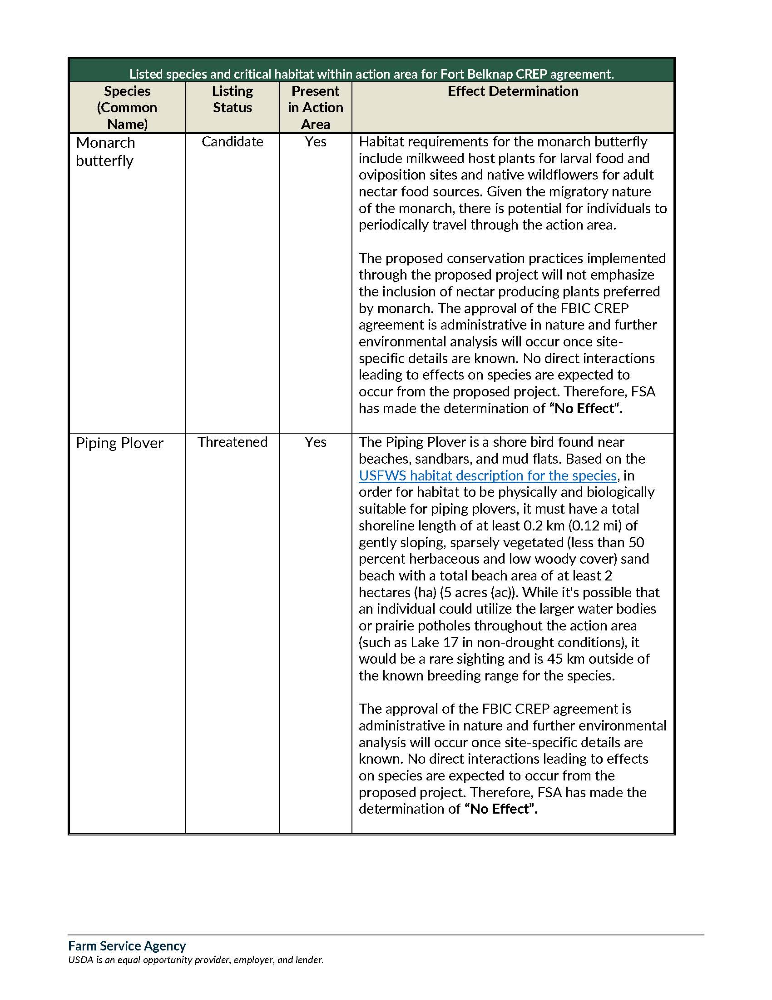 Listed species and critical habitat within action area for Fort Belknap CREP agreement.
Species
(Common
Name)
Listing
Status
Present
in Action
Area
Effect Determination
Monarch
butterfly
Candidate
Yes
Habitat requirements for the monarch butterfly
include milkweed host plants for larval food and
oviposition sites and native wildflowers for adult
nectar food sources. Given the migratory nature
of the monarch, there is potential for individuals to
periodically travel through the action area.
The proposed conservation practices implemented
through the proposed project will not emphasize
the inclusion of nectar producing plants preferred
by monarch. The approval of the FBIC CREP
agreement is administrative in nature and further
environmental analysis will occur once site-
specific details are known. No direct interactions
leading to effects on species are expected to
occur from the proposed project. Therefore, FSA
has made the determination of “No Effect”.
Piping Plover
Threatened
Yes
The Piping Plover is a shore bird found near
beaches, sandbars, and mud flats. Based on the
USFWS habitat description for the species, in
order for habitat to be physically and biologically
suitable for piping plovers, it must have a total
shoreline length of at least 0.2 km (0.12 mi) of
gently sloping, sparsely vegetated (less than 50
percent herbaceous and low woody cover) sand
beach with a total beach area of at least 2
hectares (ha) (5 acres (ac)). While it's possible that
an individual could utilize the larger water bodies
or prairie potholes throughout the action area
(such as Lake 17 in non-drought conditions), it
would be a rare sighting and is 45 km outside of
the known breeding range for the species.
The approval of the FBIC CREP agreement is
administrative in nature and further environmental
analysis will occur once site-specific details are
known. No direct interactions leading to effects
on species are expected to occur from the
proposed project. Therefore, FSA has made the
determination of “No Effect”.
Farm Service Agency
USDA is an equal opportunity provider, employer, and lender.